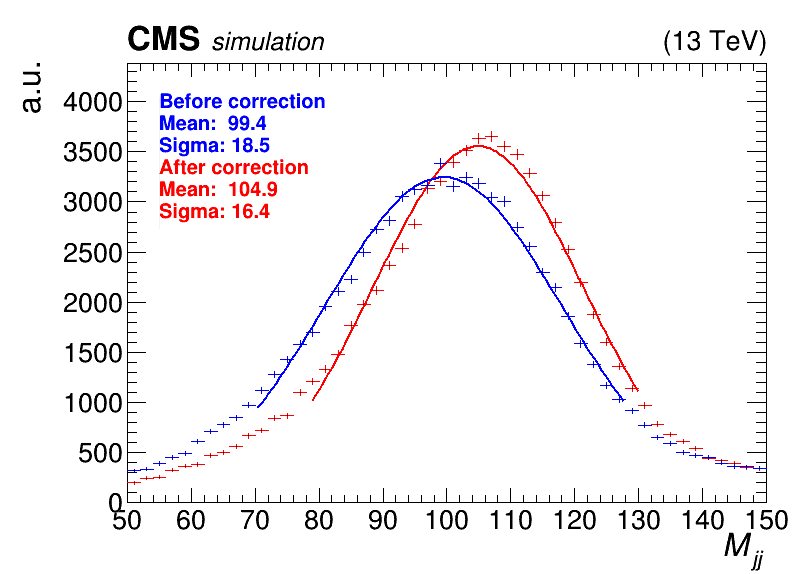 CMS simulation (13 TeV)
a.u.
Before correction
Mean: 99.4
Sigma: 18.5
After correction
Mean: 104.9
Sigma: 16.4
4000
3500
3000
2500
2000
1500
1000
500
0
50 60 70 80 90 100 110 120 130 140 150
M_jj